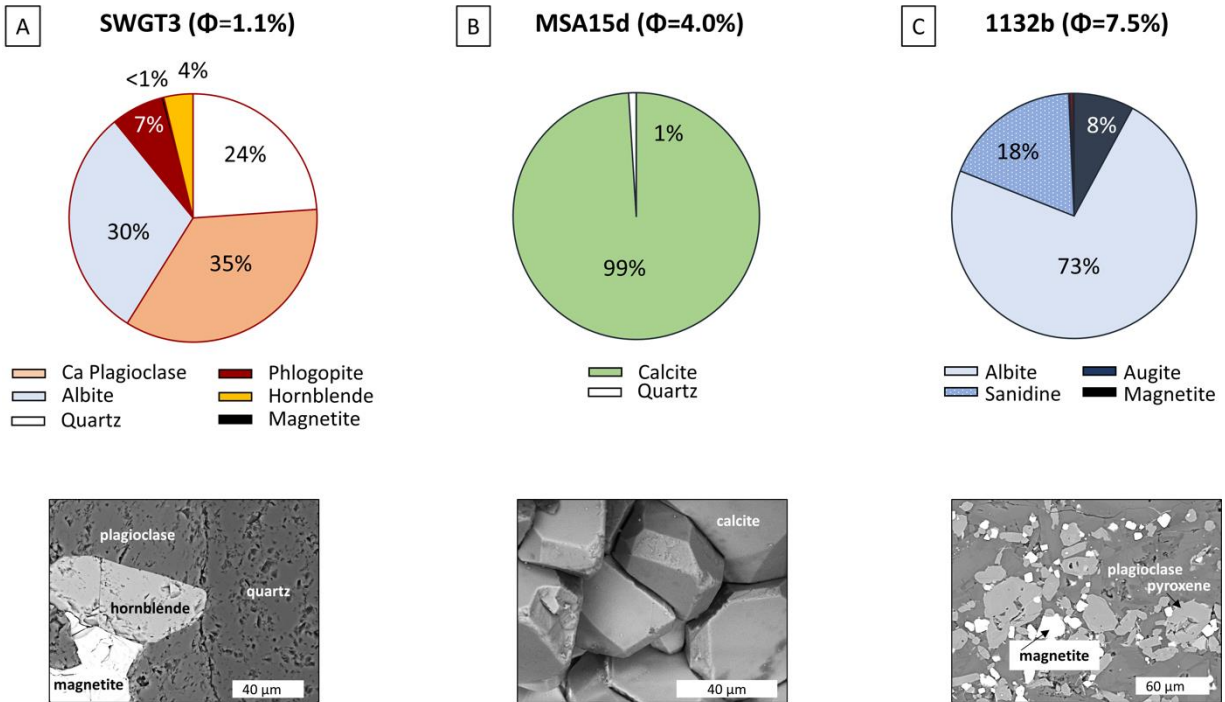 A
SWGT3 (Φ=1.1%)
<1%
4%
7%
24%
30%
35%
Ca Plagioclase
Phlogopite
Albite
Hornblende
Quartz
Magnetite
plagioclase
quartz
hornblende
magnetite
40 μm
B
MSA15d (Φ=4.0%)
1%
99%
Calcite
Quartz
calcite
40 μm
C
1132b (Φ=7.5%)
8%
18%
73%
Albite
Augite
Sanidine
Magnetite
plagioclase
pyroxene
magnetite
60 μm